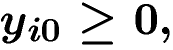 y_{i0} ≥ 0,